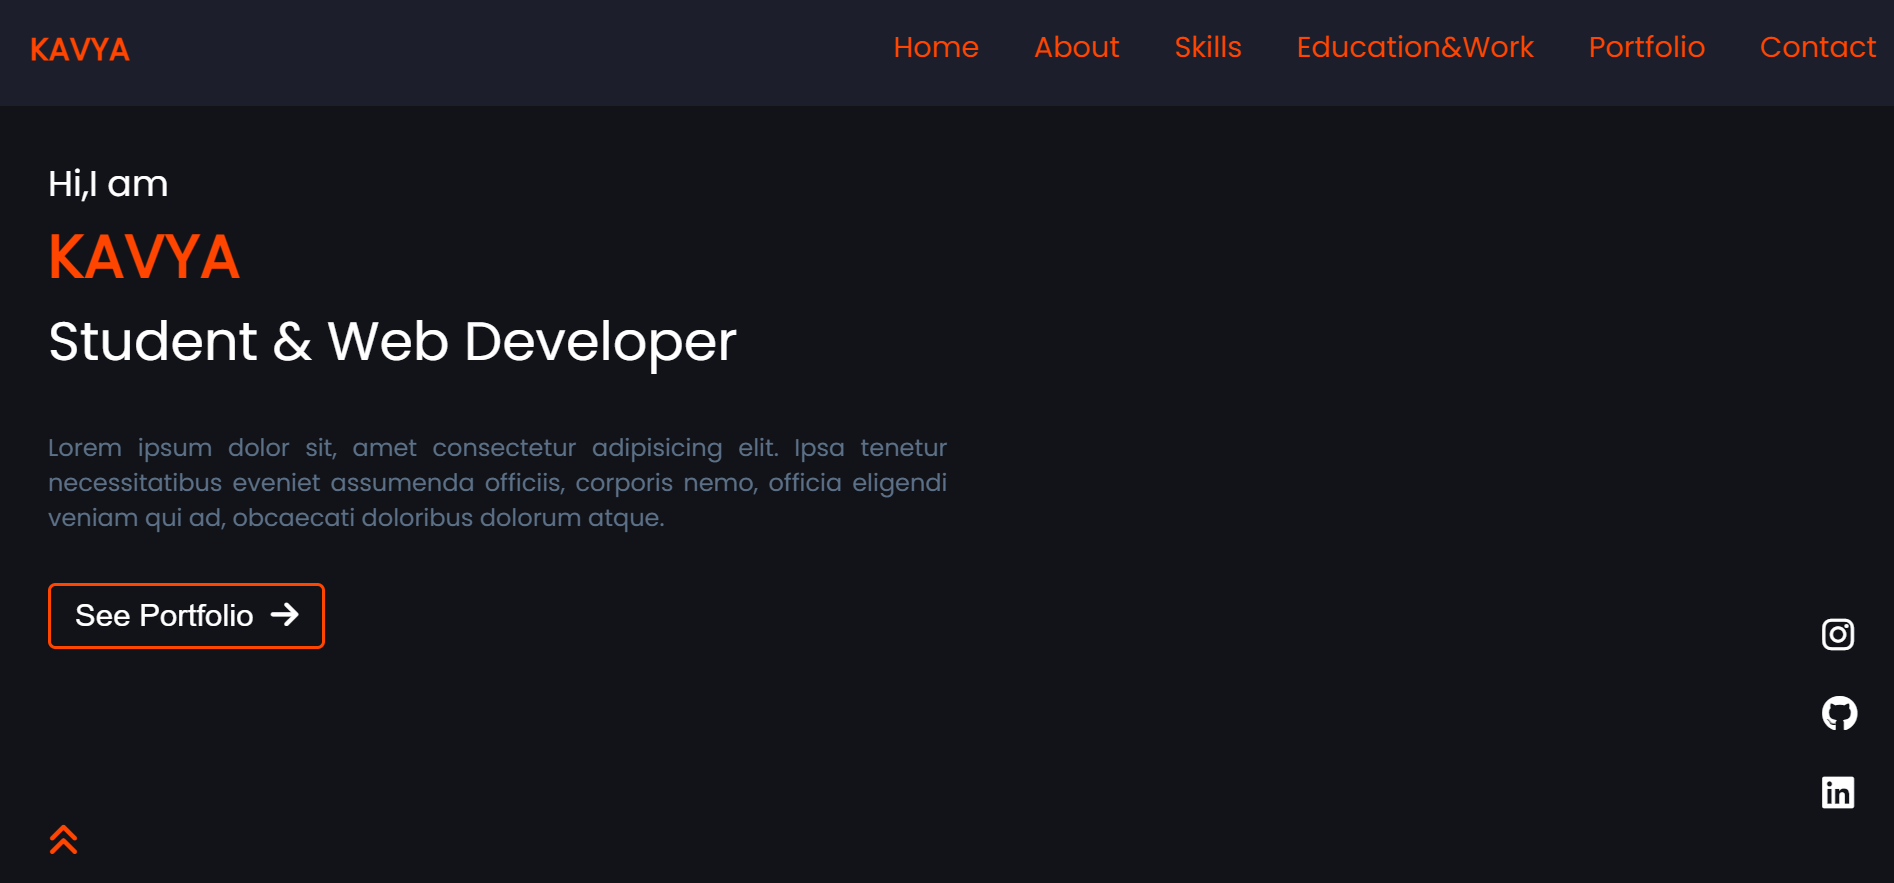 KAVYA
Home About Skills Education&Work Portfolio Contact
Hi,I am
KAVYA
Student & Web Developer
Lorem ipsum dolor sit, amet consectetur adipisicing elit. Ipsa tenetur
necessitatibus eveniet assumenda officiis, corporis nemo, officia eligendi
veniam qui ad, obcaecati doloribus dolorum atque.
See Portfolio
in